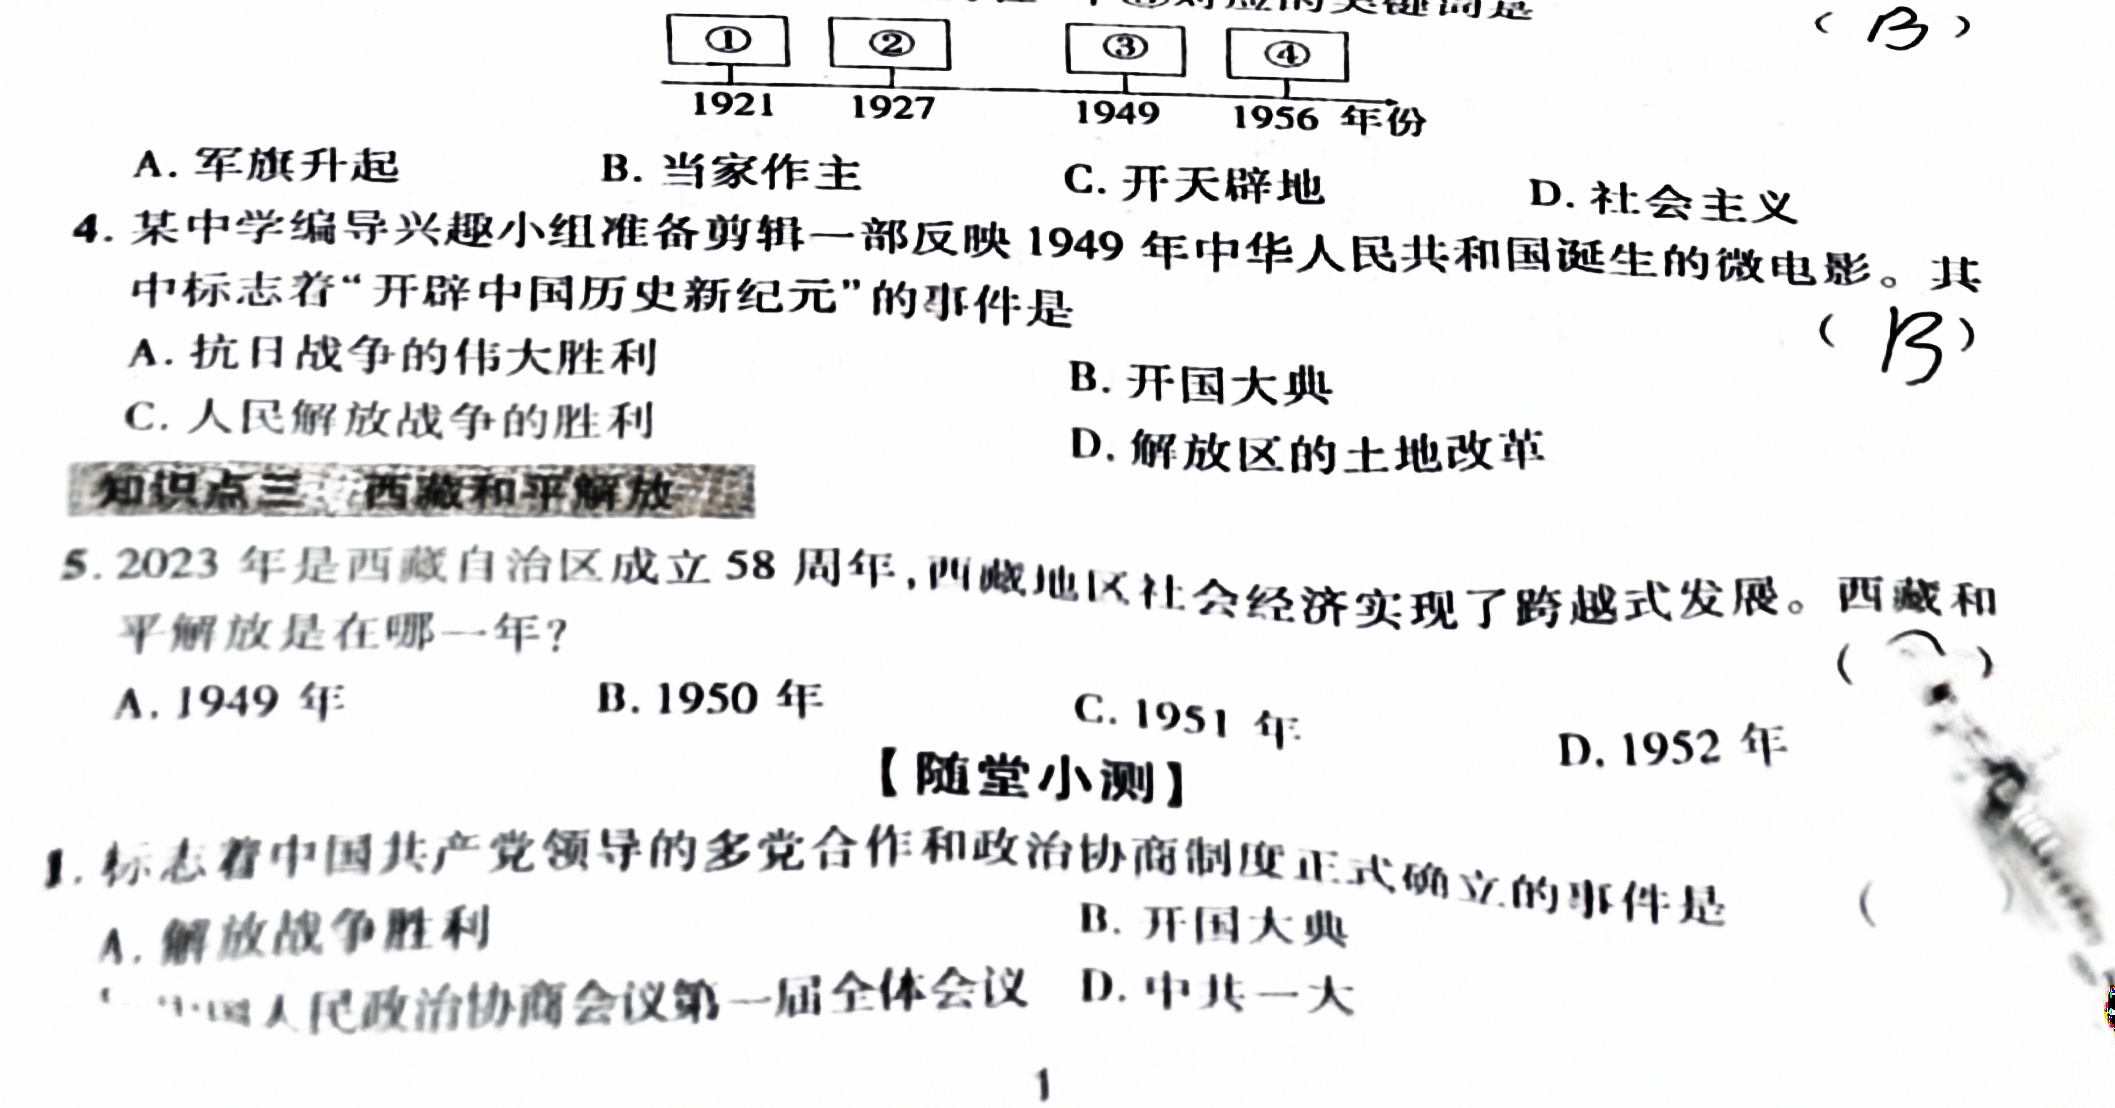 对应的关键词是 ( B )
① ② ③ ④
1921 1927 1949 1956 年份
A. 军旗升起 B. 当家作主 C. 开天辟地 D. 社会主义
4. 某中学编导兴趣小组准备剪辑一部反映 1949 年中华人民共和国诞生的微电影。其
中标志着“开辟中国历史新纪元”的事件是 ( B )
A. 抗日战争的伟大胜利 B. 开国大典
C. 人民解放战争的胜利 D. 解放区的土地改革
知识点三 西藏和平解放
5. 2023 年是西藏自治区成立 58 周年,西藏地区社会经济实现了跨越式发展。西藏和
平解放是在哪一年? ( )
A. 1949 年 B. 1950 年 C. 1951 年 D. 1952 年
【随堂小测】
1. 标志着中国共产党领导的多党合作和政治协商制度正式确立的事件是 ( )
A. 解放战争胜利 B. 开国大典
中国人民政治协商会议第一届全体会议 D. 中共一大
1